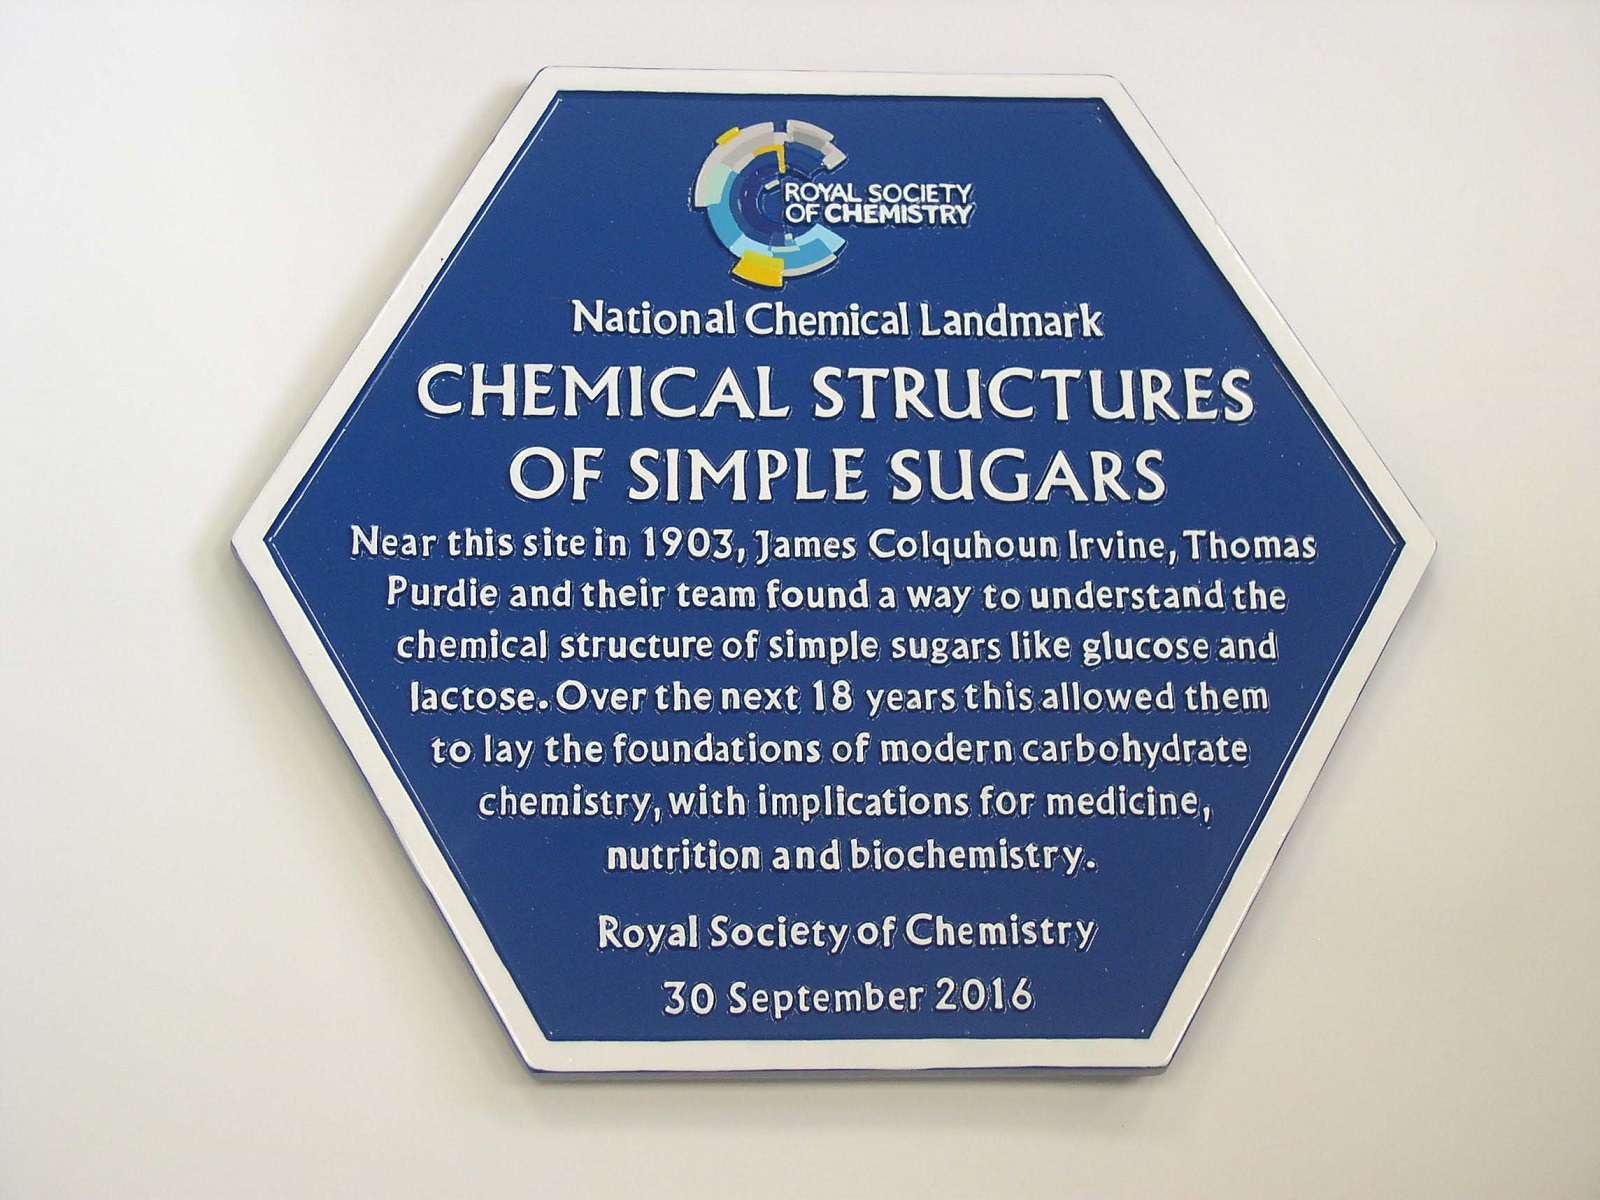 ROYAL SOCIETY
OF CHEMISTRY
National Chemical Landmark
CHEMICAL STRUCTURES
OF SIMPLE SUGARS
Near this site in 1903, James Colquhoun Irvine, Thomas
Purdie and their team found a way to understand the
chemical structure of simple sugars like glucose and
lactose. Over the next 18 years this allowed them
to lay the foundations of modern carbohydrate
chemistry, with implications for medicine,
nutrition and biochemistry.
Royal Society of Chemistry
30 September 2016